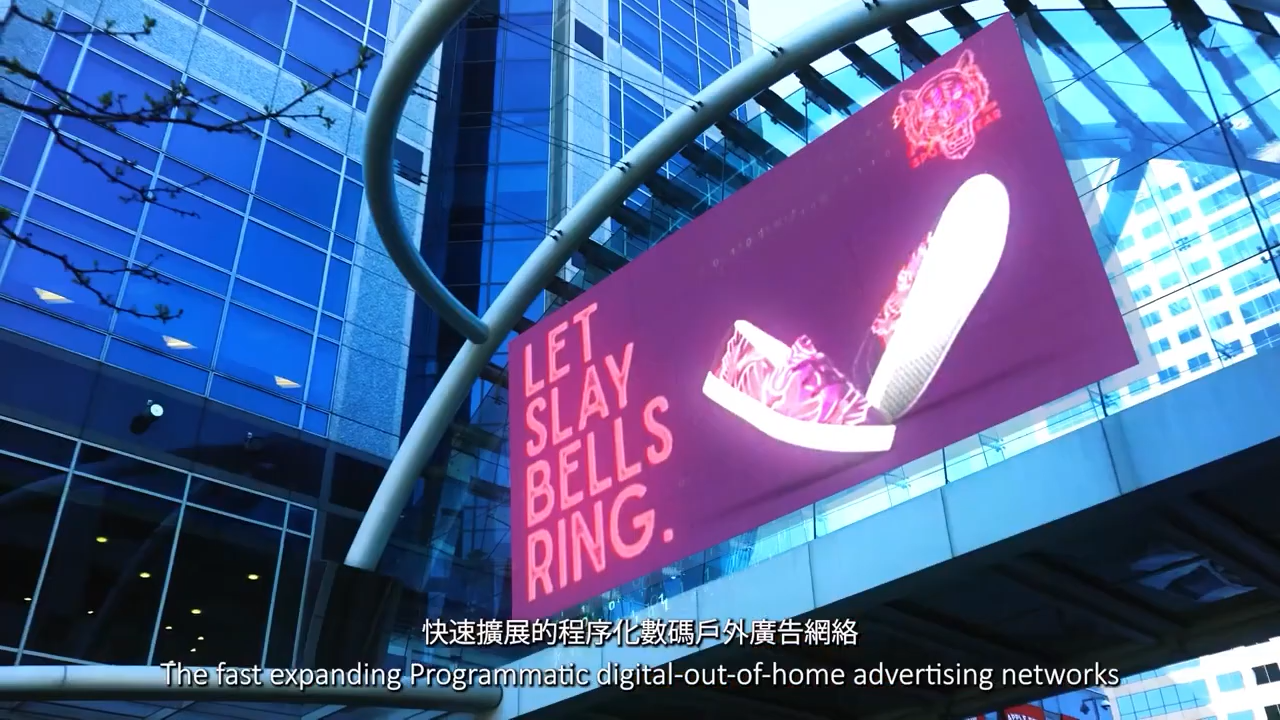 LET
SLAY
BELLS
RING.
快速擴展的程序化數碼戶外廣告網絡
The fast expanding Programmatic digital-out-of-home advertising networks